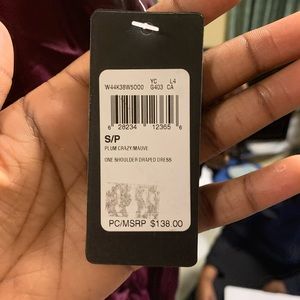 YC L4
W44K38W5O00 G403 CA
6 28234 12365 6
S/P
PLUM CRAZY/MAUVE
ONE SHOULDER DRAPED DRESS
PC/MSRP $138.00